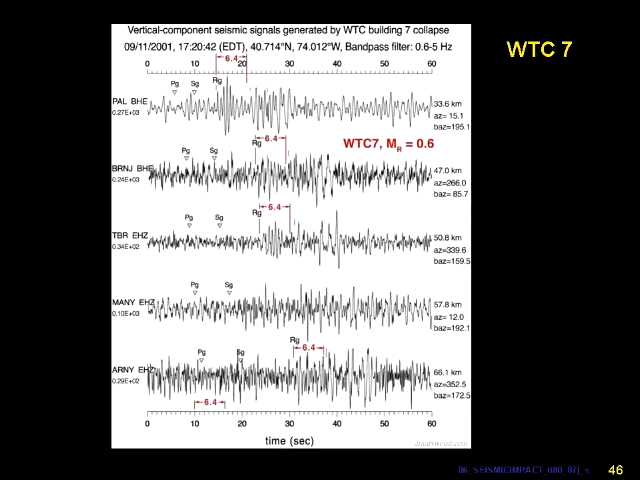 Vertical-component seismic signals generated by WTC building 7 collapse
WTC 7
09/11/2001, 17:20:42 (EDT), 40.714°N, 74.012°W, Bandpass filter: 0.6-5 Hz
6.4
0 10 20 30 40 50 60
Pg Sg Rg
PAL BHE
0.27E+03
33.6 km
az= 15.1
baz=195.1
6.4
WTC7, MR = 0.6
Pg Sg Rg
BRNJ BHE
0.24E+03
47.0 km
az=266.0
baz= 85.7
6.4
Pg Sg Rg
TBR EHZ
0.34E+02
50.8 km
az=339.6
baz=159.5
Pg Sg
MANY EHZ
0.10E+03
57.8 km
az= 12.0
baz=192.1
Rg
6.4
Pg Sg
ARNY EHZ
0.29E+02
66.1 km
az=352.5
baz=172.5
6.4
0 10 20 30 40 50 60
time (sec)
drjudywood.com
46